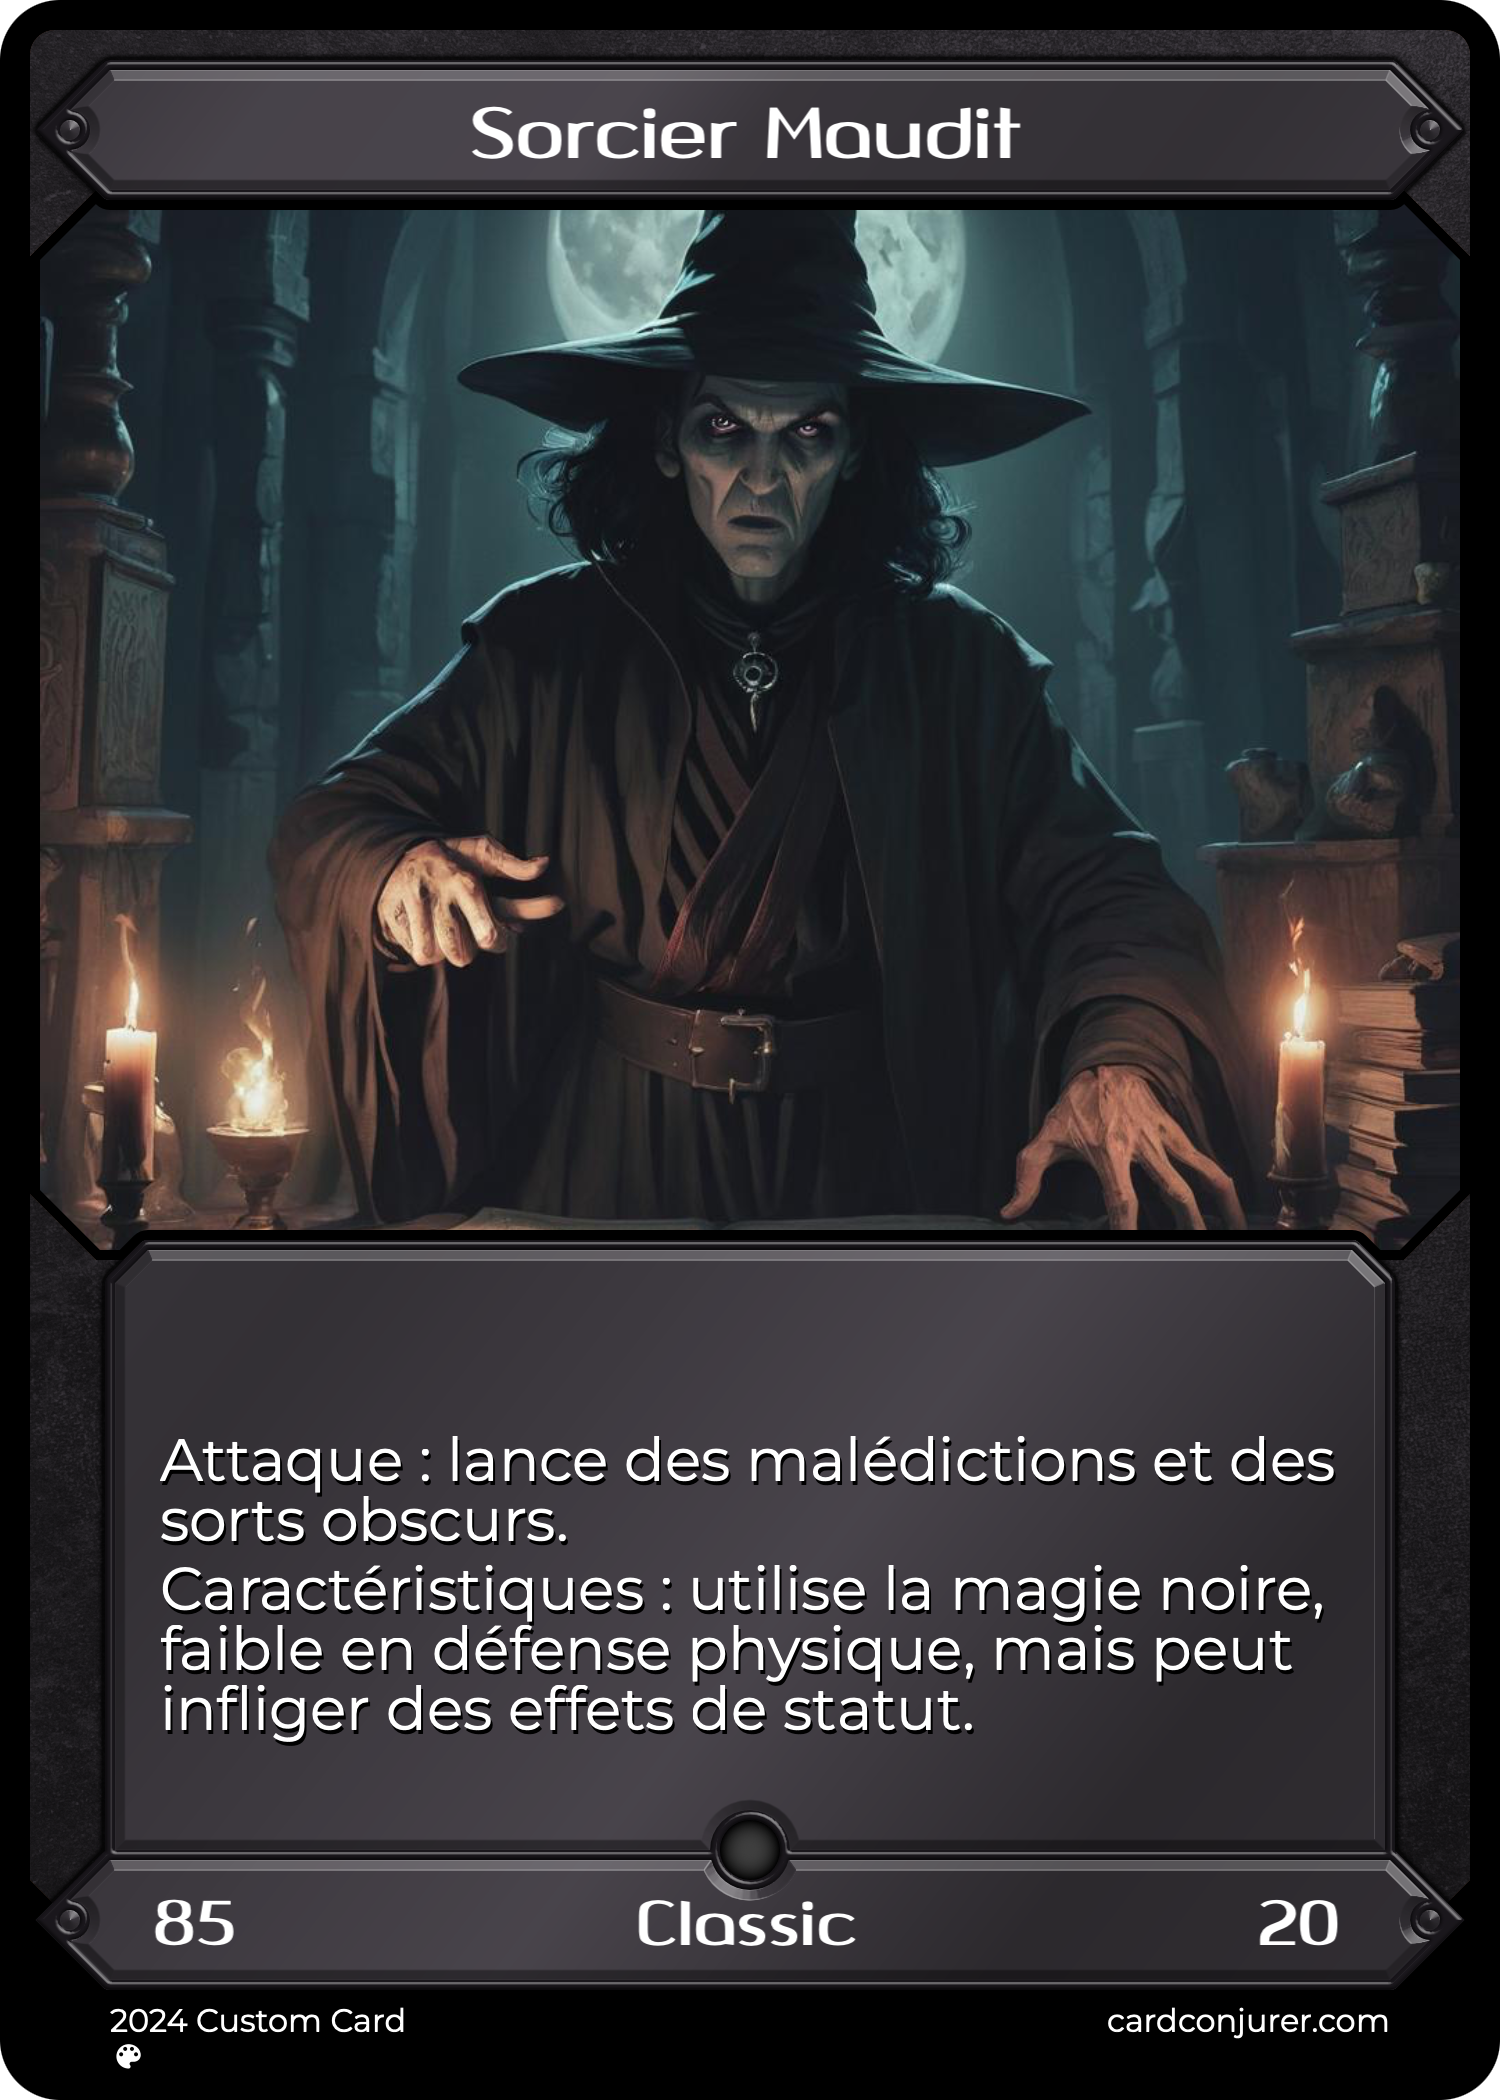 Sorcier Maudit
Attaque : lance des malédictions et des
sorts obscurs.
Caractéristiques : utilise la magie noire,
faible en défense physique, mais peut
infliger des effets de statut.
85 Classic 20
2024 Custom Card cardconjurer.com